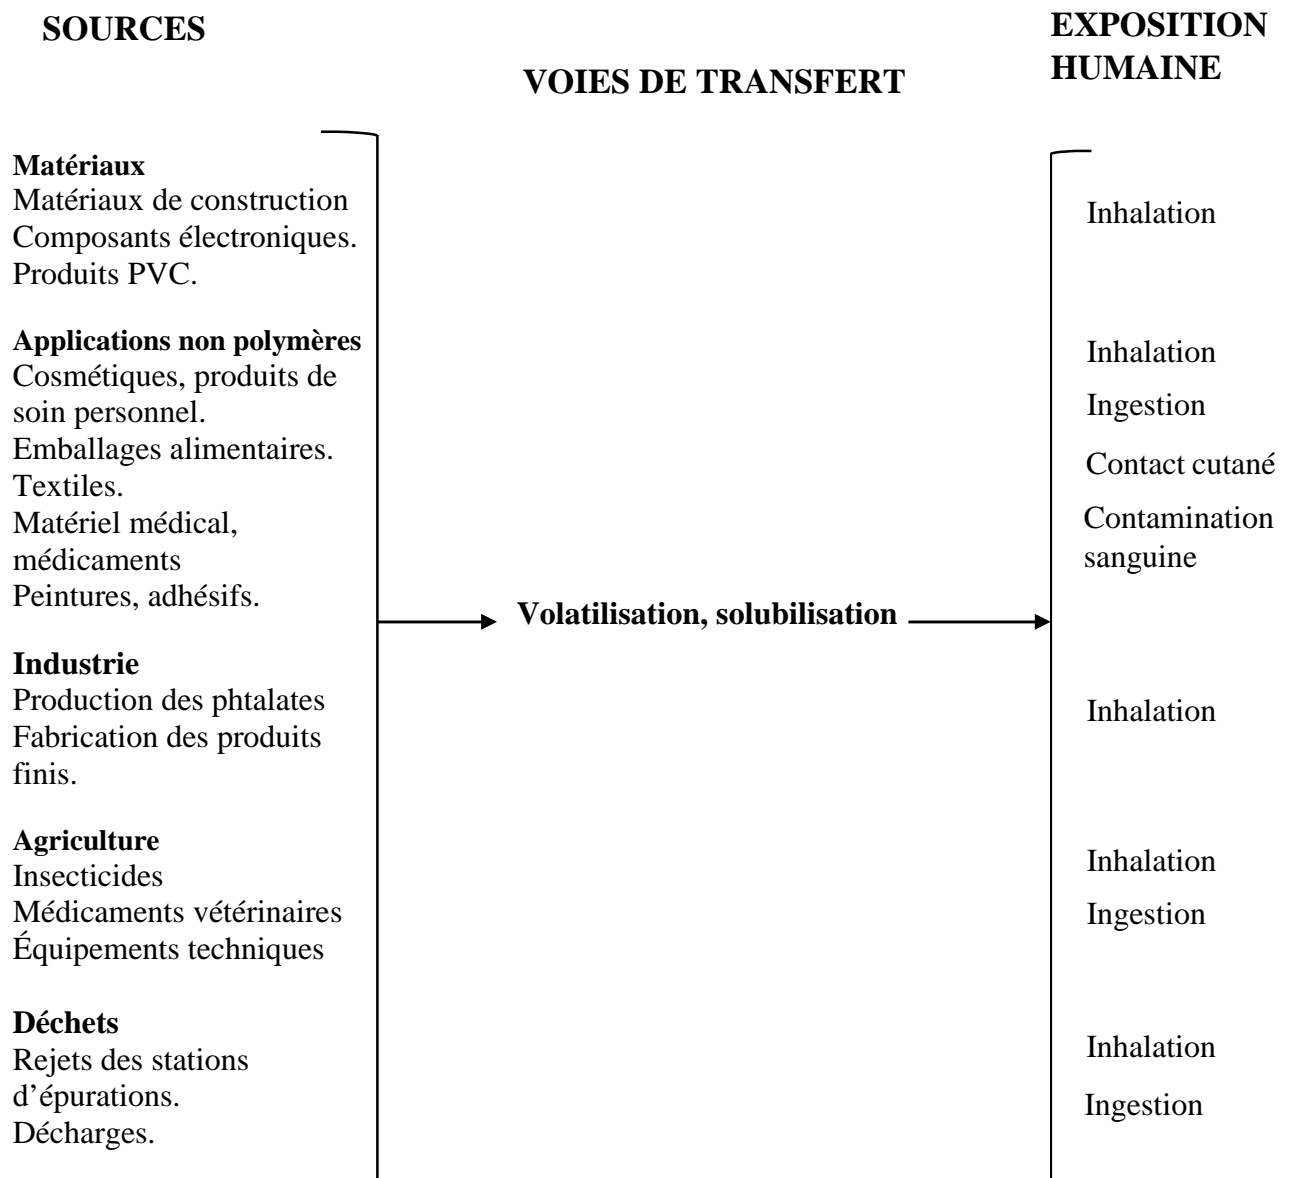 SOURCES
VOIES DE TRANSFERT
EXPOSITION
HUMAINE
Matériaux
Matériaux de construction
Composants électroniques.
Produits PVC.
Applications non polymères
Cosmétiques, produits de
soin personnel.
Emballages alimentaires.
Textiles.
Matériel médical,
médicaments
Peintures, adhésifs.
Industrie
Production des phtalates
Fabrication des produits
finis.
Agriculture
Insecticides
Médicaments vétérinaires
Équipements techniques
Déchets
Rejets des stations
d’épurations.
Décharges.
Volatilisation, solubilisation
Inhalation
Inhalation
Ingestion
Contact cutané
Contamination
sanguine
Inhalation
Inhalation
Ingestion
Inhalation
Ingestion